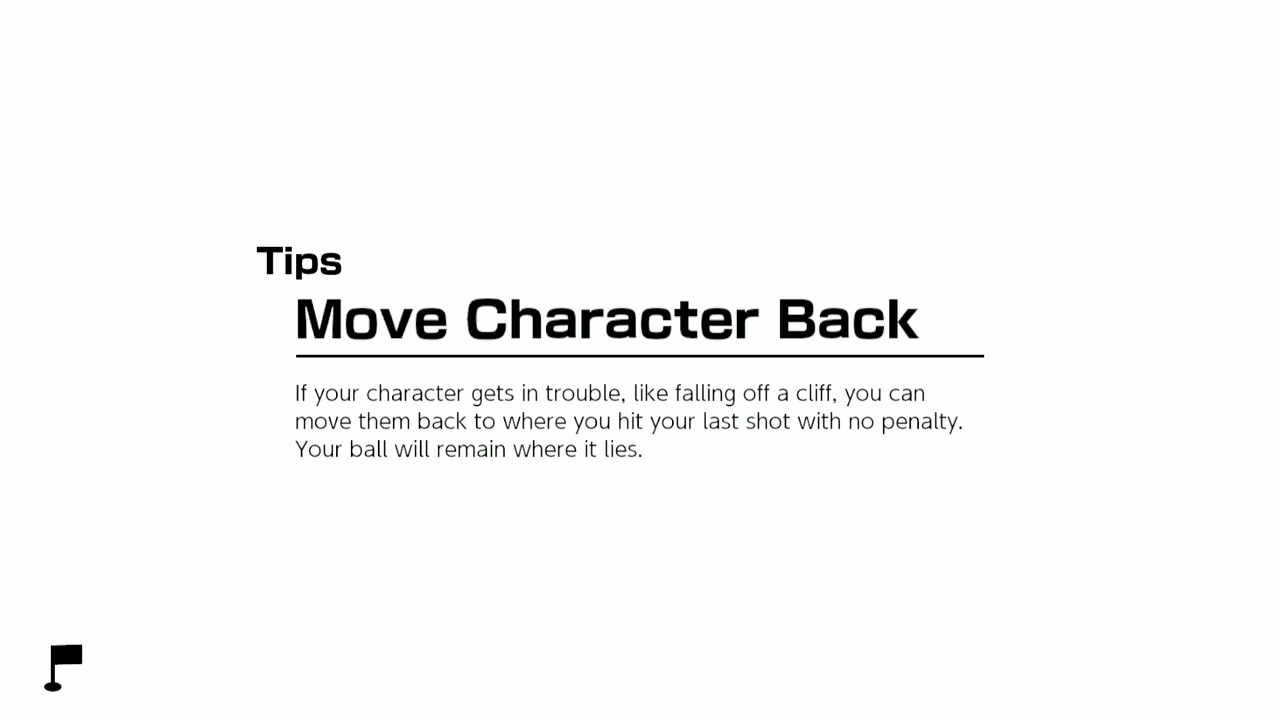 Tips
Move Character Back
If your character gets in trouble, like falling off a cliff, you can
move them back to where you hit your last shot with no penalty.
Your ball will remain where it lies.